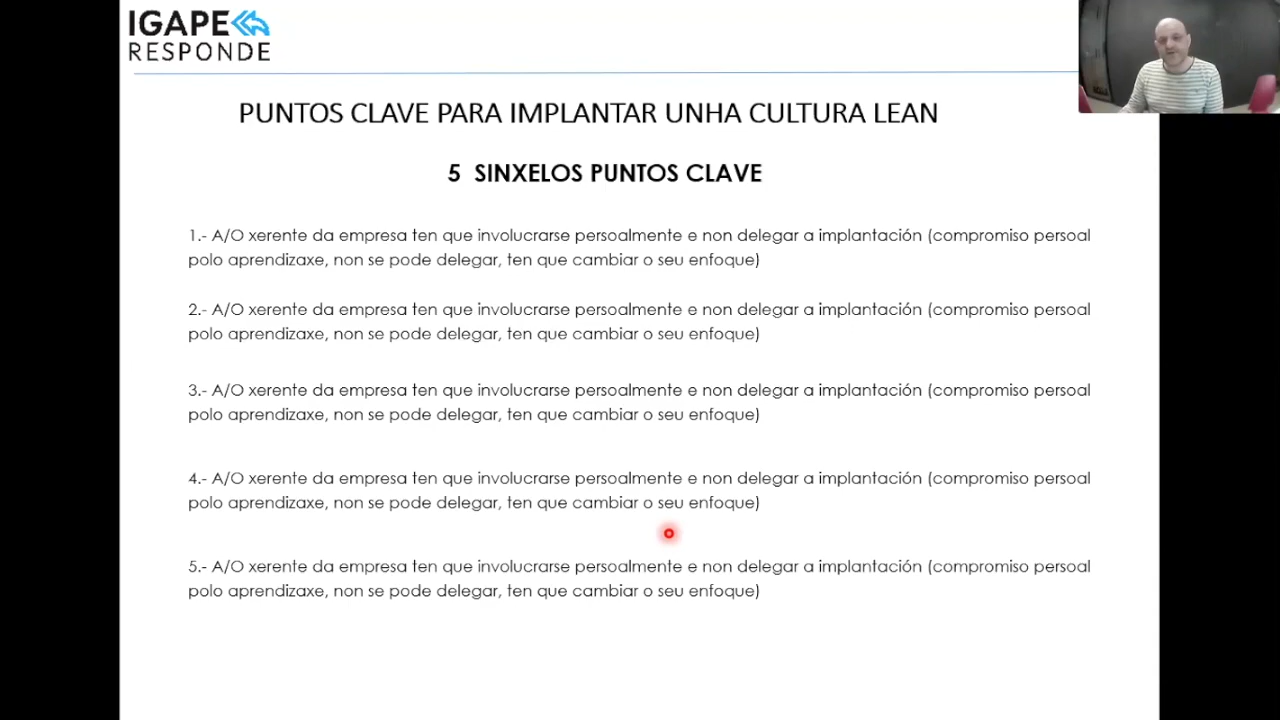 IGAPE
RESPONDE
PUNTOS CLAVE PARA IMPLANTAR UNHA CULTURA LEAN
5 SINXELOS PUNTOS CLAVE
1.- A/O xerente da empresa ten que involucrarse persoalmente e non delegar a implantación (compromiso persoal
polo aprendizaxe, non se pode delegar, ten que cambiar o seu enfoque)
2.- A/O xerente da empresa ten que involucrarse persoalmente e non delegar a implantación (compromiso persoal
polo aprendizaxe, non se pode delegar, ten que cambiar o seu enfoque)
3.- A/O xerente da empresa ten que involucrarse persoalmente e non delegar a implantación (compromiso persoal
polo aprendizaxe, non se pode delegar, ten que cambiar o seu enfoque)
4.- A/O xerente da empresa ten que involucrarse persoalmente e non delegar a implantación (compromiso persoal
polo aprendizaxe, non se pode delegar, ten que cambiar o seu enfoque)
5.- A/O xerente da empresa ten que involucrarse persoalmente e non delegar a implantación (compromiso persoal
polo aprendizaxe, non se pode delegar, ten que cambiar o seu enfoque)